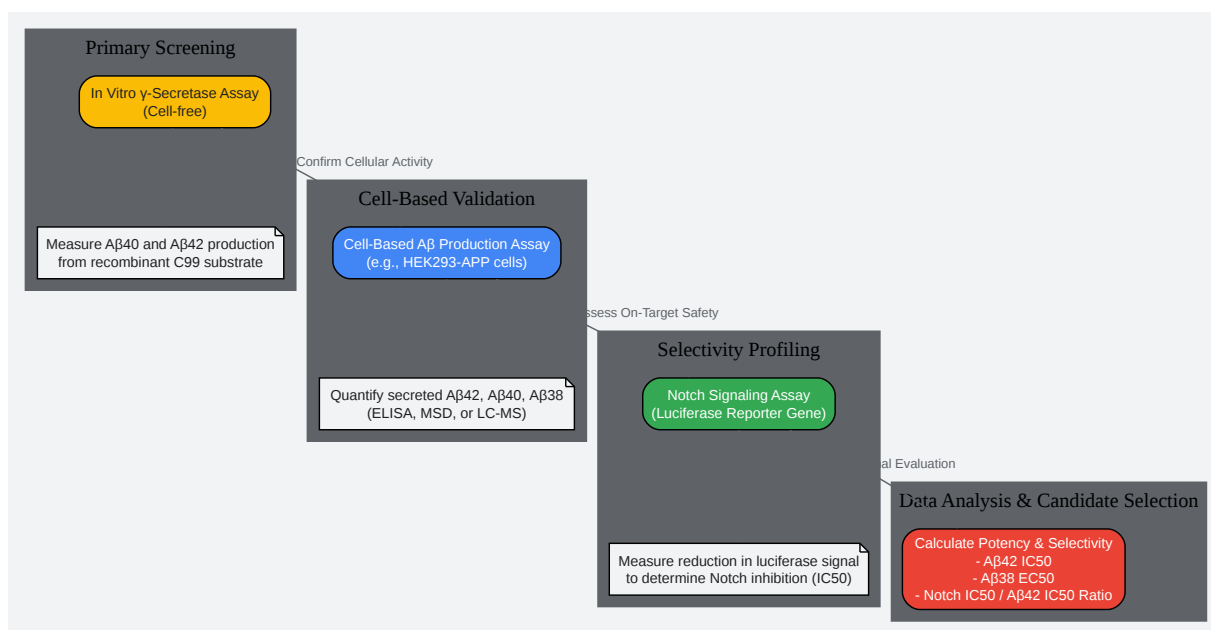 Primary Screening
In Vitro γ-Secretase Assay
(Cell-free)
Measure Aβ40 and Aβ42 production
from recombinant C99 substrate
Confirm Cellular Activity
Cell-Based Validation
Cell-Based Aβ Production Assay
(e.g., HEK293-APP cells)
Quantify secreted Aβ42, Aβ40, Aβ38
(ELISA, MSD, or LC-MS)
On-Target Safety
Selectivity Profiling
Notch Signaling Assay
(Luciferase Reporter Gene)
Measure reduction in luciferase signal
to determine Notch inhibition (IC50)
Evaluation
Data Analysis & Candidate Selection
Calculate Potency & Selectivity
- Aβ42 IC50
- Aβ38 EC50
- Notch IC50 / Aβ42 IC50 Ratio